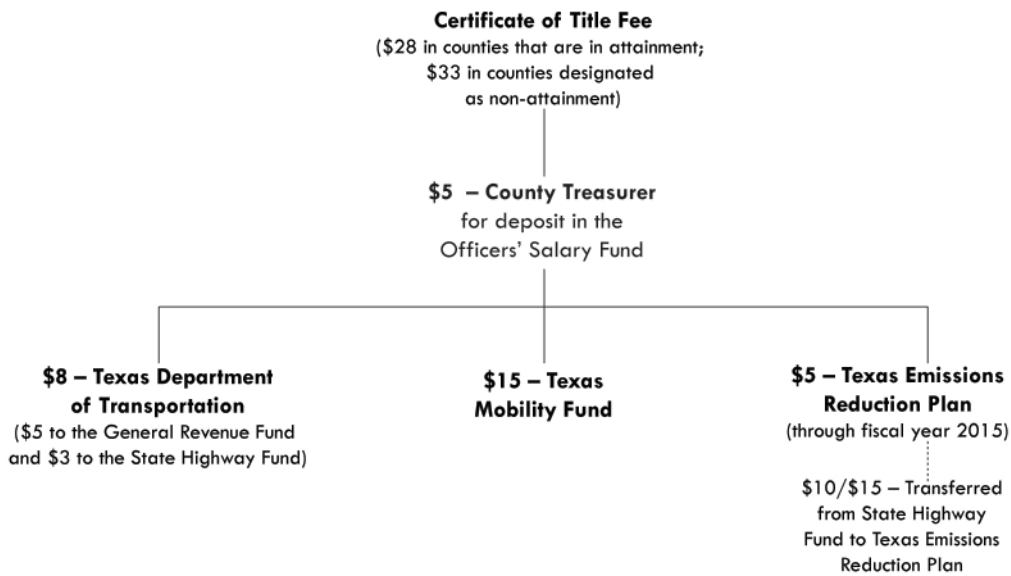 Certificate of Title Fee
($28 in counties that are in attainment;
$33 in counties designated
as non-attainment)
$5 – County Treasurer
for deposit in the
Officers’ Salary Fund
$8 – Texas Department
of Transportation
($5 to the General Revenue Fund
and $3 to the State Highway Fund)
$15 – Texas
Mobility Fund
$5 – Texas Emissions
Reduction Plan
(through fiscal year 2015)
$10/$15 – Transferred
from State Highway
Fund to Texas Emissions
Reduction Plan